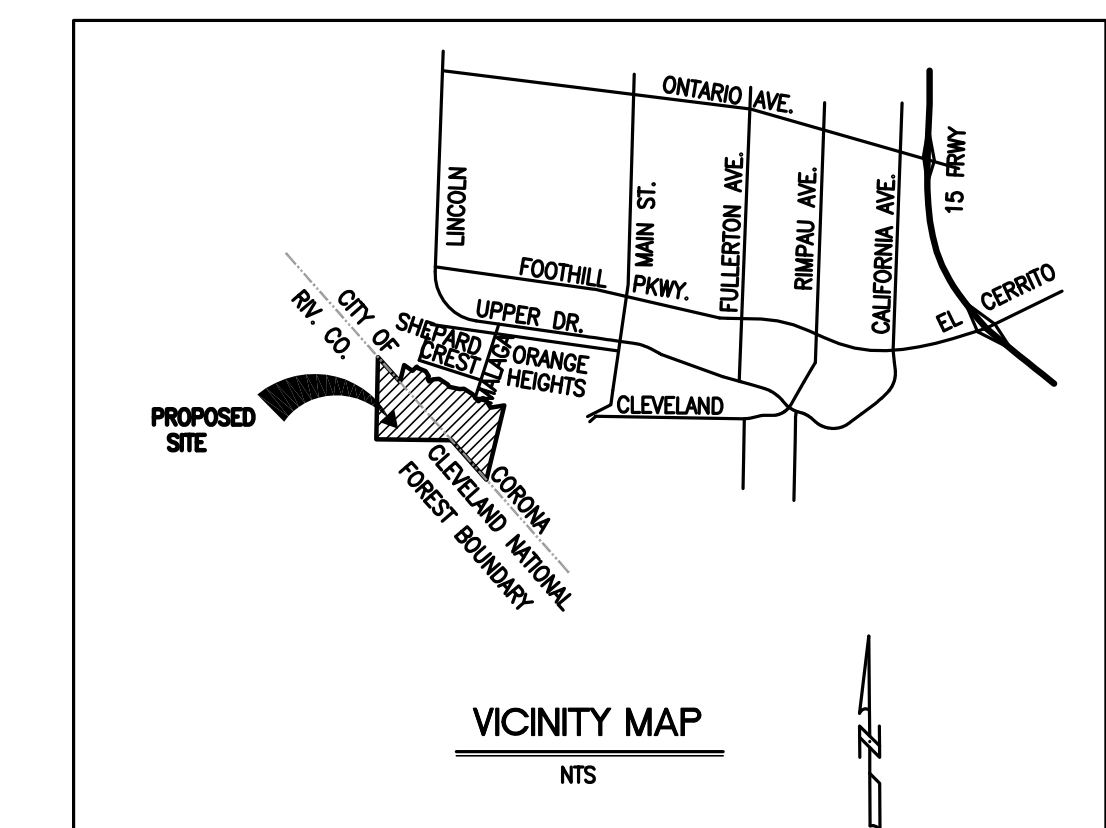 ONTARIO AVE.
LINCOLN
MAIN ST.
FULLERTON AVE.
RIMPAU AVE.
CALIFORNIA AVE.
15 FRWY
FOOTHILL PKWY.
EL CERRITO
UPPER DR.
CITY OF
RIV. CO.
SHEPARD
CREST
MALAGA
ORANGE
HEIGHTS
CLEVELAND
PROPOSED
SITE
CORONA
CLEVELAND NATIONAL
FOREST BOUNDARY
VICINITY MAP
NTS
N